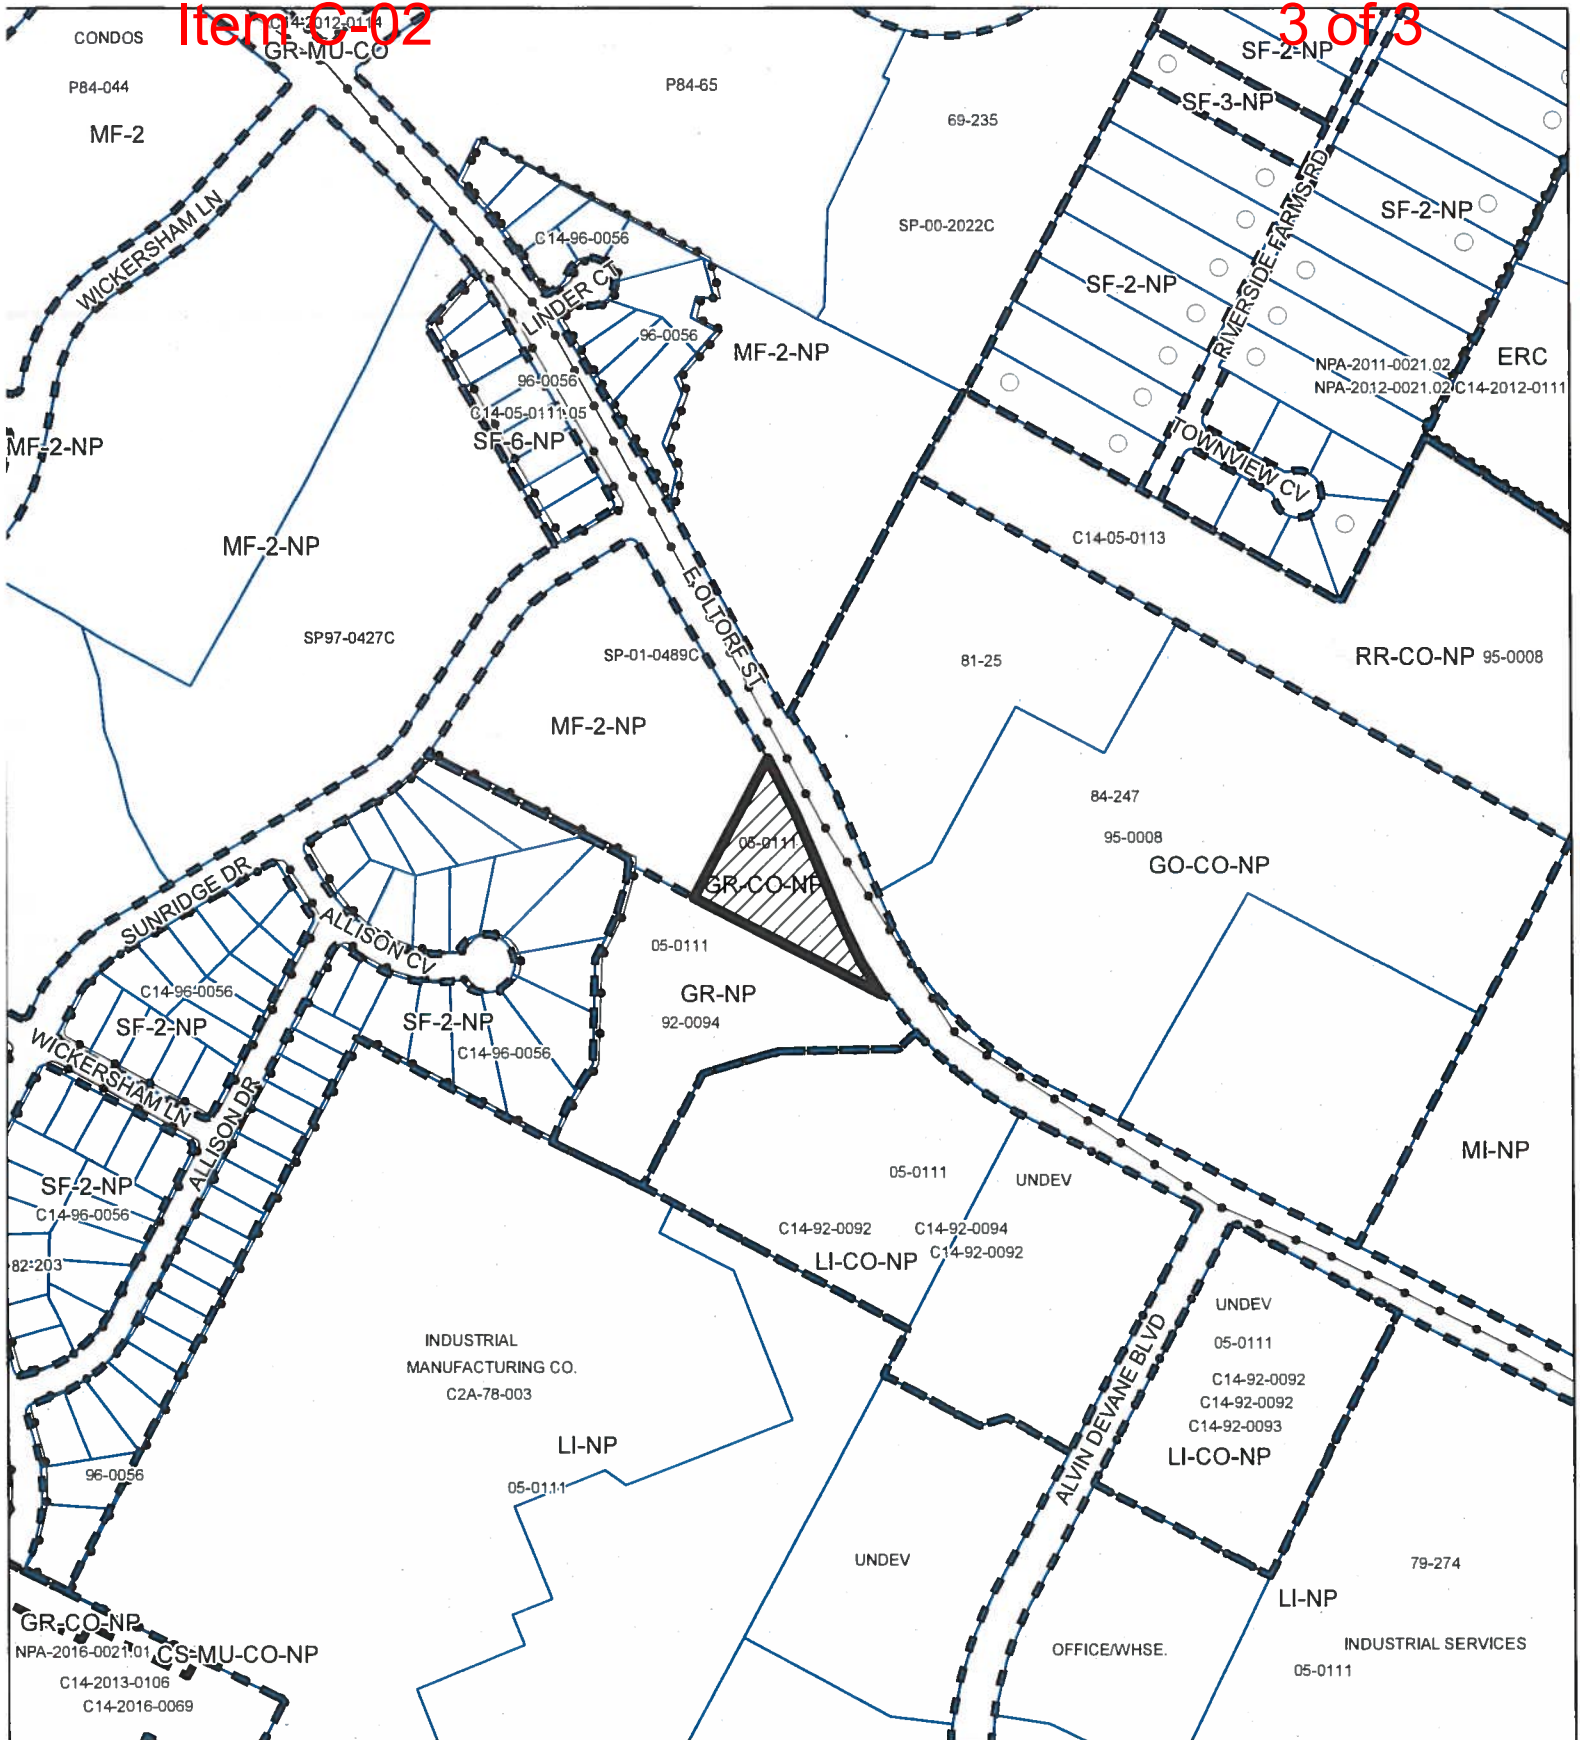 Item C-02
3 of 3
C14-2012-0114
GR-MU-CO
CONDOS
P84-044
MF-2
P84-65
69-235
SF-2-NP
SF-3-NP
WICKERSHAM LN
C14-96-0056
SP-00-2022C
RIVERSIDE FARMS RD
SF-2-NP
SF-2-NP
LINDER CT
96-0056
MF-2-NP
NPA-2011-0021.02
ERC
NPA-2012-0021.02
C14-2012-0111
96-0056
C14-05-0111.05
SF-6-NP
MF-2-NP
TOWNVIEW CV
MF-2-NP
C14-05-0113
E OLTORF ST
SP97-0427C
SP-01-0489C
81-25
RR-CO-NP
95-0008
MF-2-NP
84-247
95-0008
GO-CO-NP
05-0111
GR-CO-NP
SUNRIDGE DR
ALLISON CV
05-0111
GR-NP
92-0094
C14-96-0056
SF-2-NP
SF-2-NP
C14-96-0056
WICKERSHAM LN
ALLISON DR
MI-NP
SF-2-NP
C14-96-0056
05-0111
UNDEV
C14-92-0092
C14-92-0094
C14-92-0092
LI-CO-NP
82-203
INDUSTRIAL
MANUFACTURING CO.
C2A-78-003
UNDEV
05-0111
C14-92-0092
C14-92-0092
C14-92-0093
LI-CO-NP
ALVIN DEVANE BLVD
LI-NP
05-0111
96-0056
UNDEV
79-274
LI-NP
OFFICE/WHSE.
INDUSTRIAL SERVICES
05-0111
GR-CO-NP
NPA-2016-0021.01
CS-MU-CO-NP
C14-2013-0106
C14-2016-0069